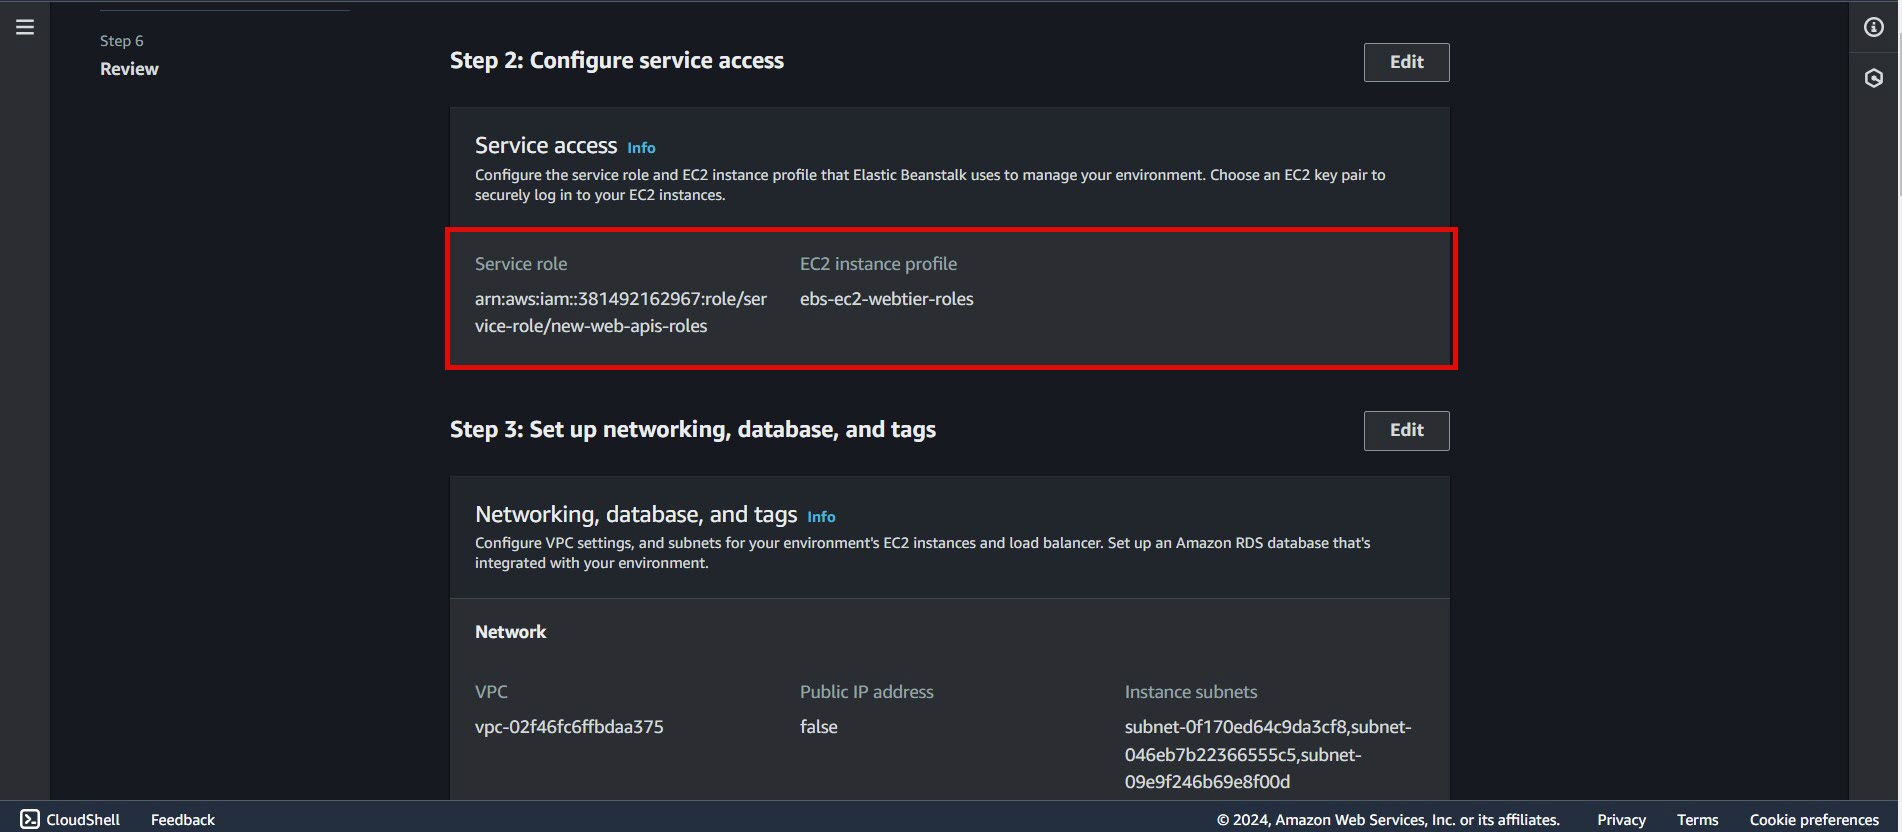 Step 6
Review
Step 2: Configure service access
Edit
Service access Info
Configure the service role and EC2 instance profile that Elastic Beanstalk uses to manage your environment. Choose an EC2 key pair to
securely log in to your EC2 instances.
Service role
EC2 instance profile
arn:aws:iam::381492162967:role/ser
vice-role/new-web-apis-roles
ebs-ec2-webtier-roles
Step 3: Set up networking, database, and tags
Edit
Networking, database, and tags Info
Configure VPC settings, and subnets for your environment's EC2 instances and load balancer. Set up an Amazon RDS database that's
integrated with your environment.
Network
VPC
Public IP address
Instance subnets
vpc-02f46fc6ffbdaa375
false
subnet-0f170ed64c9da3cf8,subnet-
046eb7b22366555c5,subnet-
09e9f246b69e8f00d
CloudShell
Feedback
© 2024, Amazon Web Services, Inc. or its affiliates.
Privacy
Terms
Cookie preferences